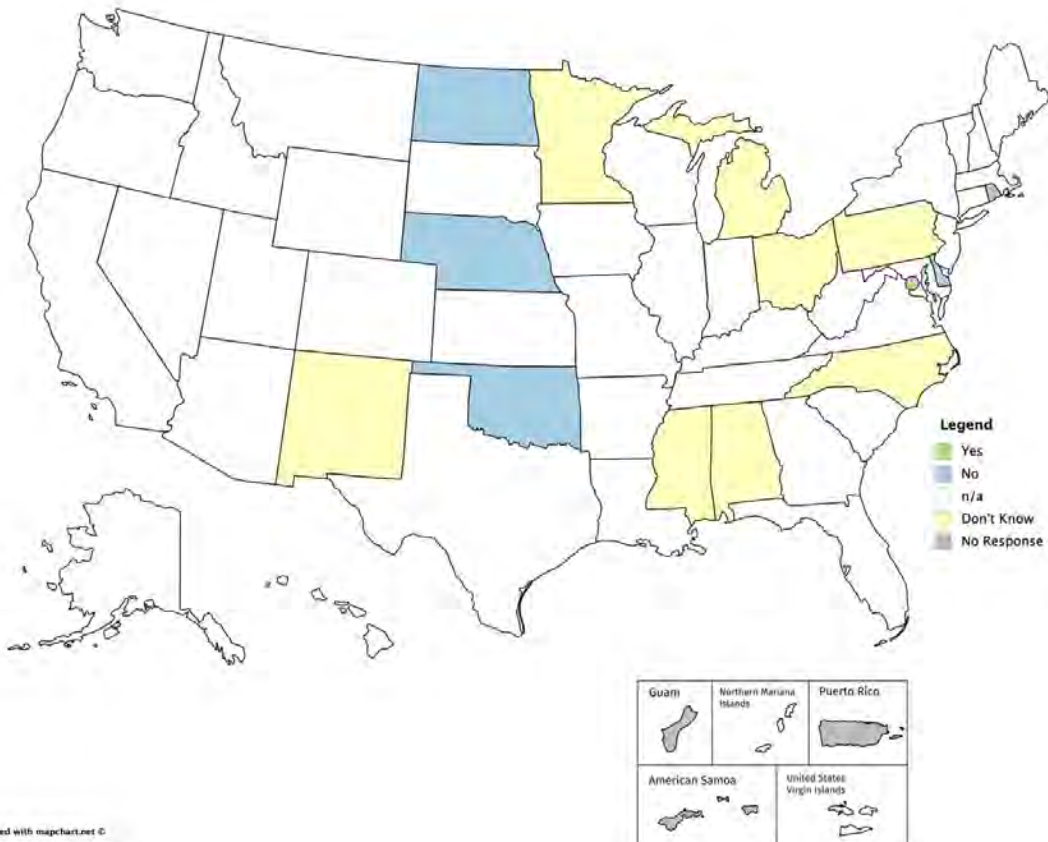 Legend
Yes
No
n/a
Don't Know
No Response
Guam
Northern Mariana
Islands
Puerto Rico
American Samoa
United States
Virgin Islands
ed with mapchart.net ©